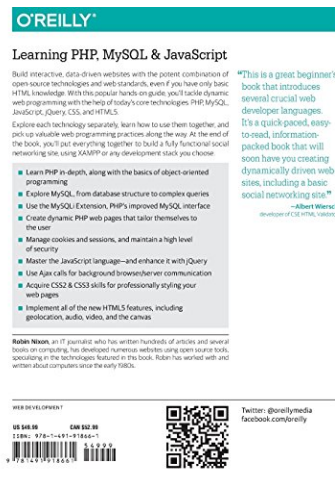 O'REILLY®
Learning PHP, MySQL & JavaScript
Build interactive, data-driven websites with the potent combination of
open-source technologies and web standards, even if you have only basic
HTML knowledge. With this popular hands-on guide, you'll tackle dynamic
web programming with the help of today's core technologies: PHP, MySQL,
JavaScript, jQuery, CSS, and HTML5.
Explore each technology separately, learn how to use them together, and
pick up valuable web programming practices along the way. At the end of
the book, you'll put everything together to build a fully functional social
networking site, using XAMPP or any development stack you choose.
■ Learn PHP in-depth, along with the basics of object-oriented
programming
■ Explore MySQL, from database structure to complex queries
■ Use the MySQLi Extension, PHP's improved MySQL interface
■ Create dynamic PHP web pages that tailor themselves to
the user
■ Manage cookies and sessions, and maintain a high level
of security
■ Master the JavaScript language—and enhance it with jQuery
■ Use Ajax calls for background browser/server communication
■ Acquire CSS2 & CSS3 skills for professionally styling your
web pages
■ Implement all of the new HTML5 features, including
geolocation, audio, video, and the canvas
Robin Nixon, an IT journalist who has written hundreds of articles and several
books on computing, has developed numerous websites using open source tools,
specializing in the technologies featured in this book. Robin has worked with and
written about computers since the early 1980s.
"This is a great beginner's
book that introduces
several crucial web
developer languages.
It's a quick-paced, easy-
to-read, information-
packed book that will
soon have you creating
dynamically driven web
sites, including a basic
social networking site."
—Albert Wiersc
developer of CSE HTML Validato
WEB DEVELOPMENT
US $49.99 CAN $52.99
ISBN: 978-1-491-91866-1
54999
9 781491 918661
Twitter: @oreillymedia
facebook.com/oreilly